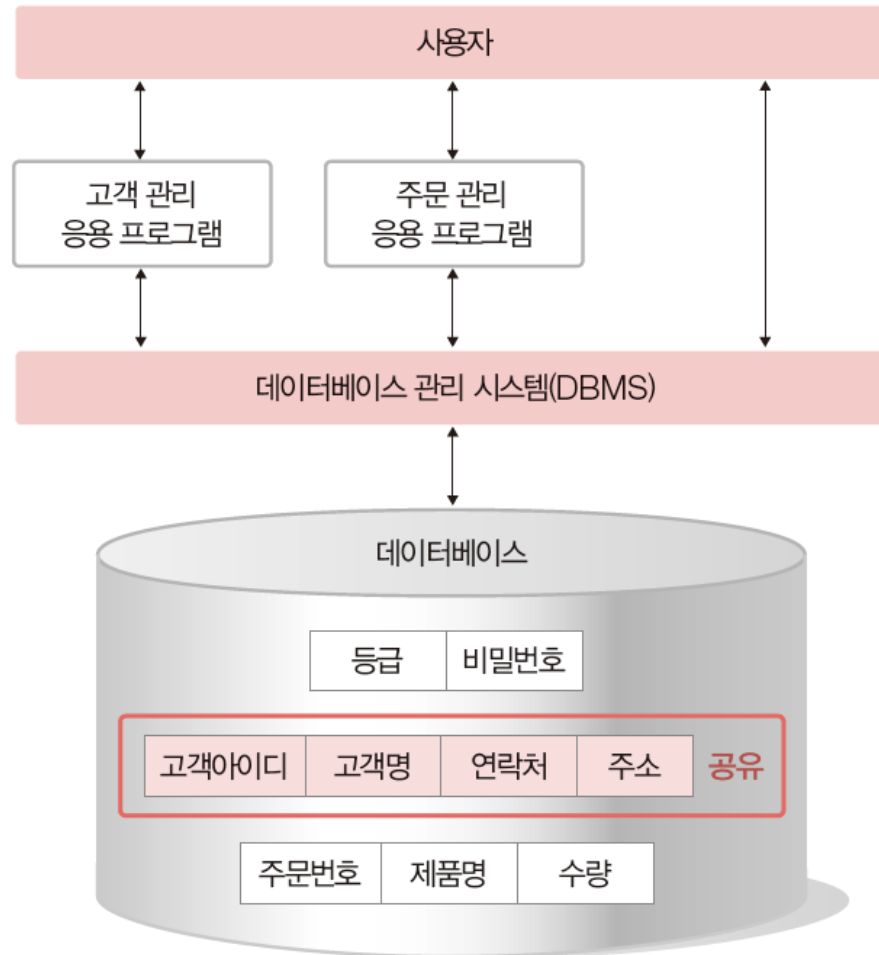 사용자
고객 관리
응용 프로그램
주문 관리
응용 프로그램
데이터베이스 관리 시스템(DBMS)
데이터베이스
등급 비밀번호
고객아이디 고객명 연락처 주소 공유
주문번호 제품명 수량